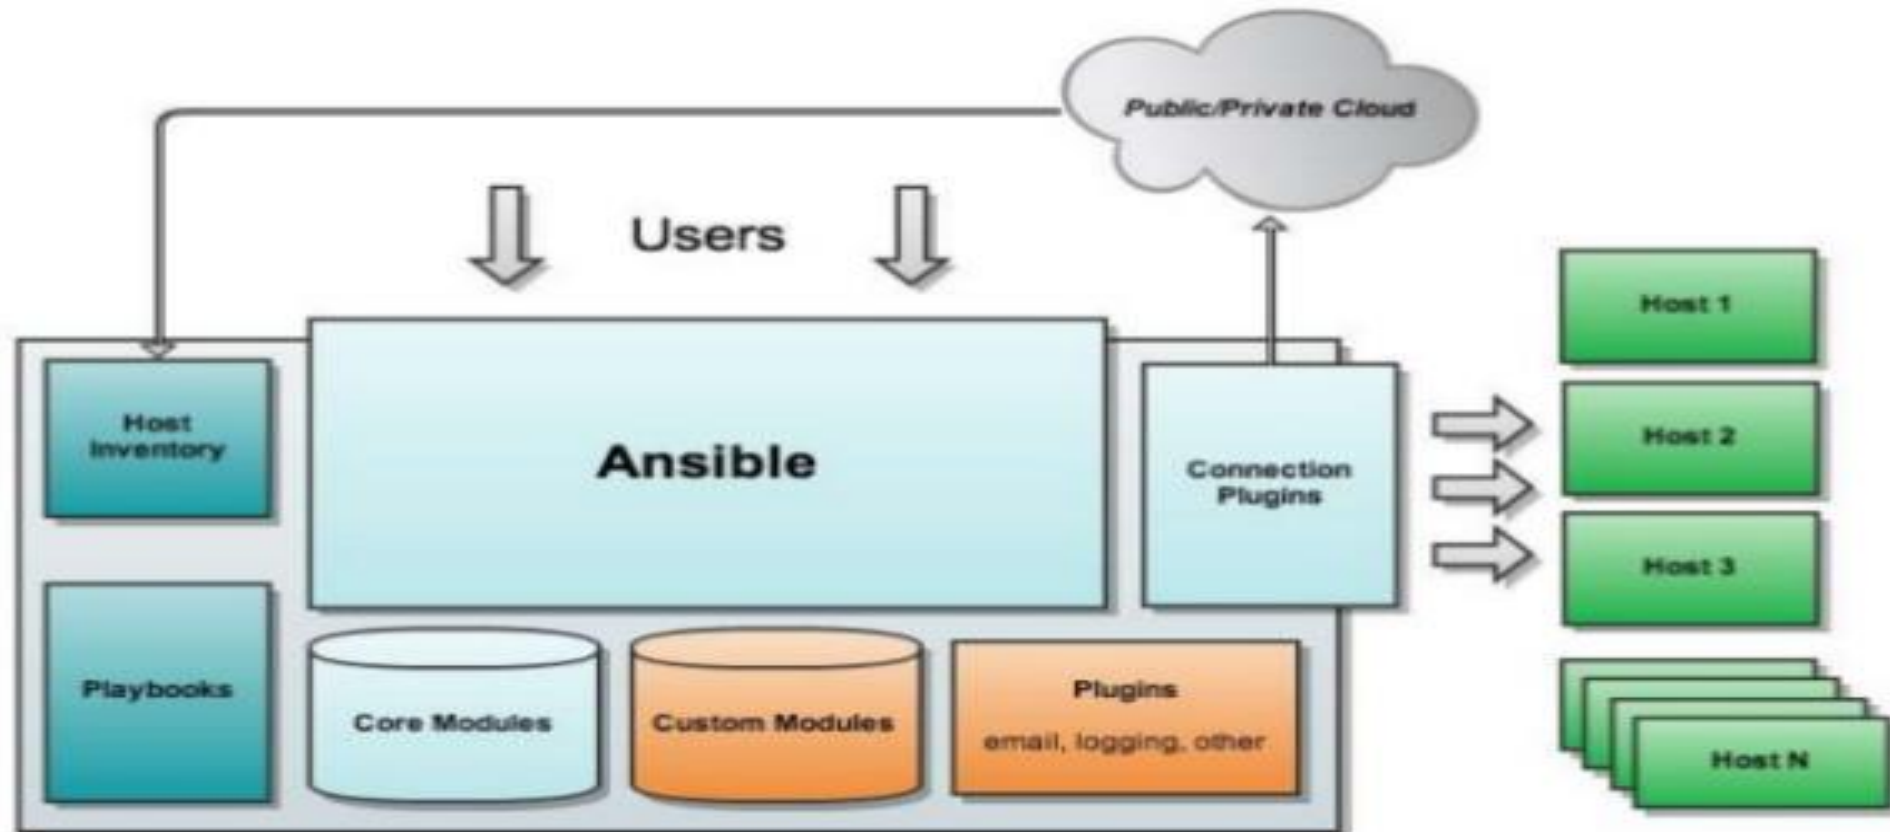 Public/Private Cloud
Users
Host 1
Host
Inventory
Ansible
Connection
Plugins
Host 2
Host 3
Playbooks
Core Modules
Custom Modules
Plugins
email, logging, other
Host N